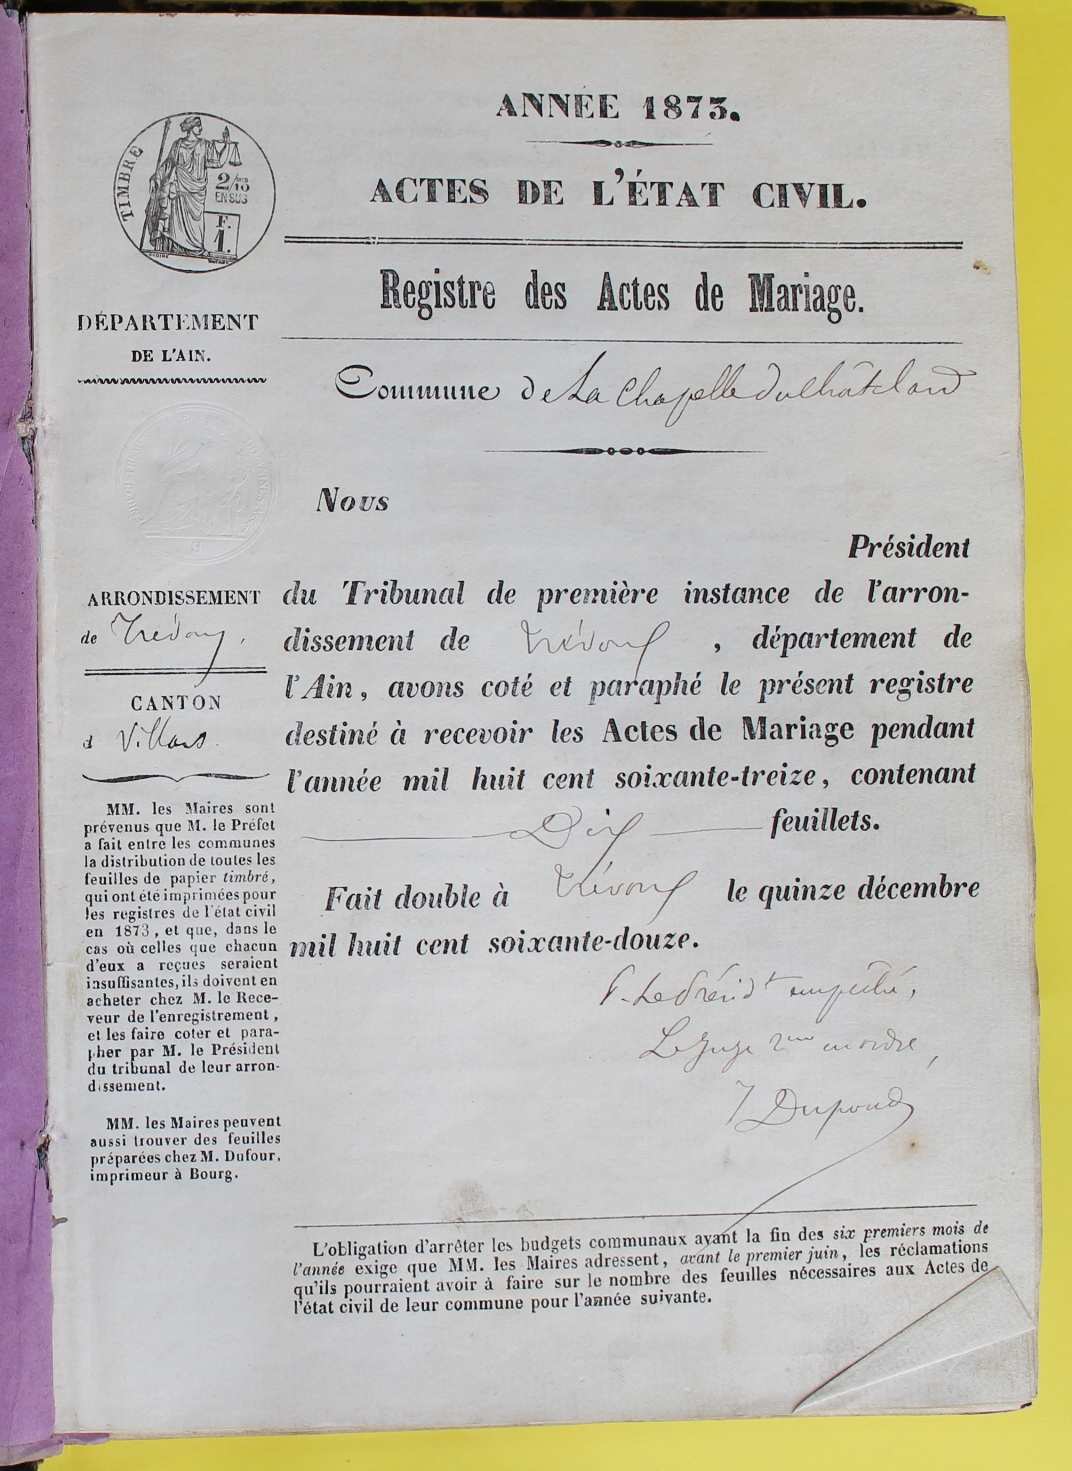 ANNÉE 1873.
ACTES DE L'ÉTAT CIVIL.
Registre des Actes de Mariage.
TIMBRE
2/10
EN SUS
F.
1.
DÉPARTEMENT
DE L'AIN.
Commune de La Chapelle du Châtelard
Nous
Président
du Tribunal de première instance de l'arron-
dissement de Trévoux, département de
l'Ain, avons coté et paraphé le présent registre
destiné à recevoir les Actes de Mariage pendant
l'année mil huit cent soixante-treize, contenant
Dix feuillets.
Fait double à Trévoux le quinze décembre
mil huit cent soixante-douze.
P. Le Présidt empêché,
Le Juge 2me en ordre,
Dupond
ARRONDISSEMENT
de Trévoux.
CANTON
d Villars.
MM. les Maires sont
prévenus que M. le Préfet
a fait entre les communes
la distribution de toutes les
feuilles de papier timbré,
qui ont été imprimées pour
les registres de l'état civil
en 1873, et que, dans le
cas où celles que chacun
d'eux a reçues seraient
insuffisantes, ils doivent en
acheter chez M. le Rece-
veur de l'enregistrement,
et les faire coter et para-
pher par M. le Président
du tribunal de leur arron-
dissement.
MM. les Maires peuvent
aussi trouver des feuilles
préparées chez M. Dufour,
imprimeur à Bourg.
L'obligation d'arrêter les budgets communaux avant la fin des six premiers mois de
l'année exige que MM. les Maires adressent, avant le premier juin, les réclamations
qu'ils pourraient avoir à faire sur le nombre des feuilles nécessaires aux Actes de
l'état civil de leur commune pour l'année suivante.